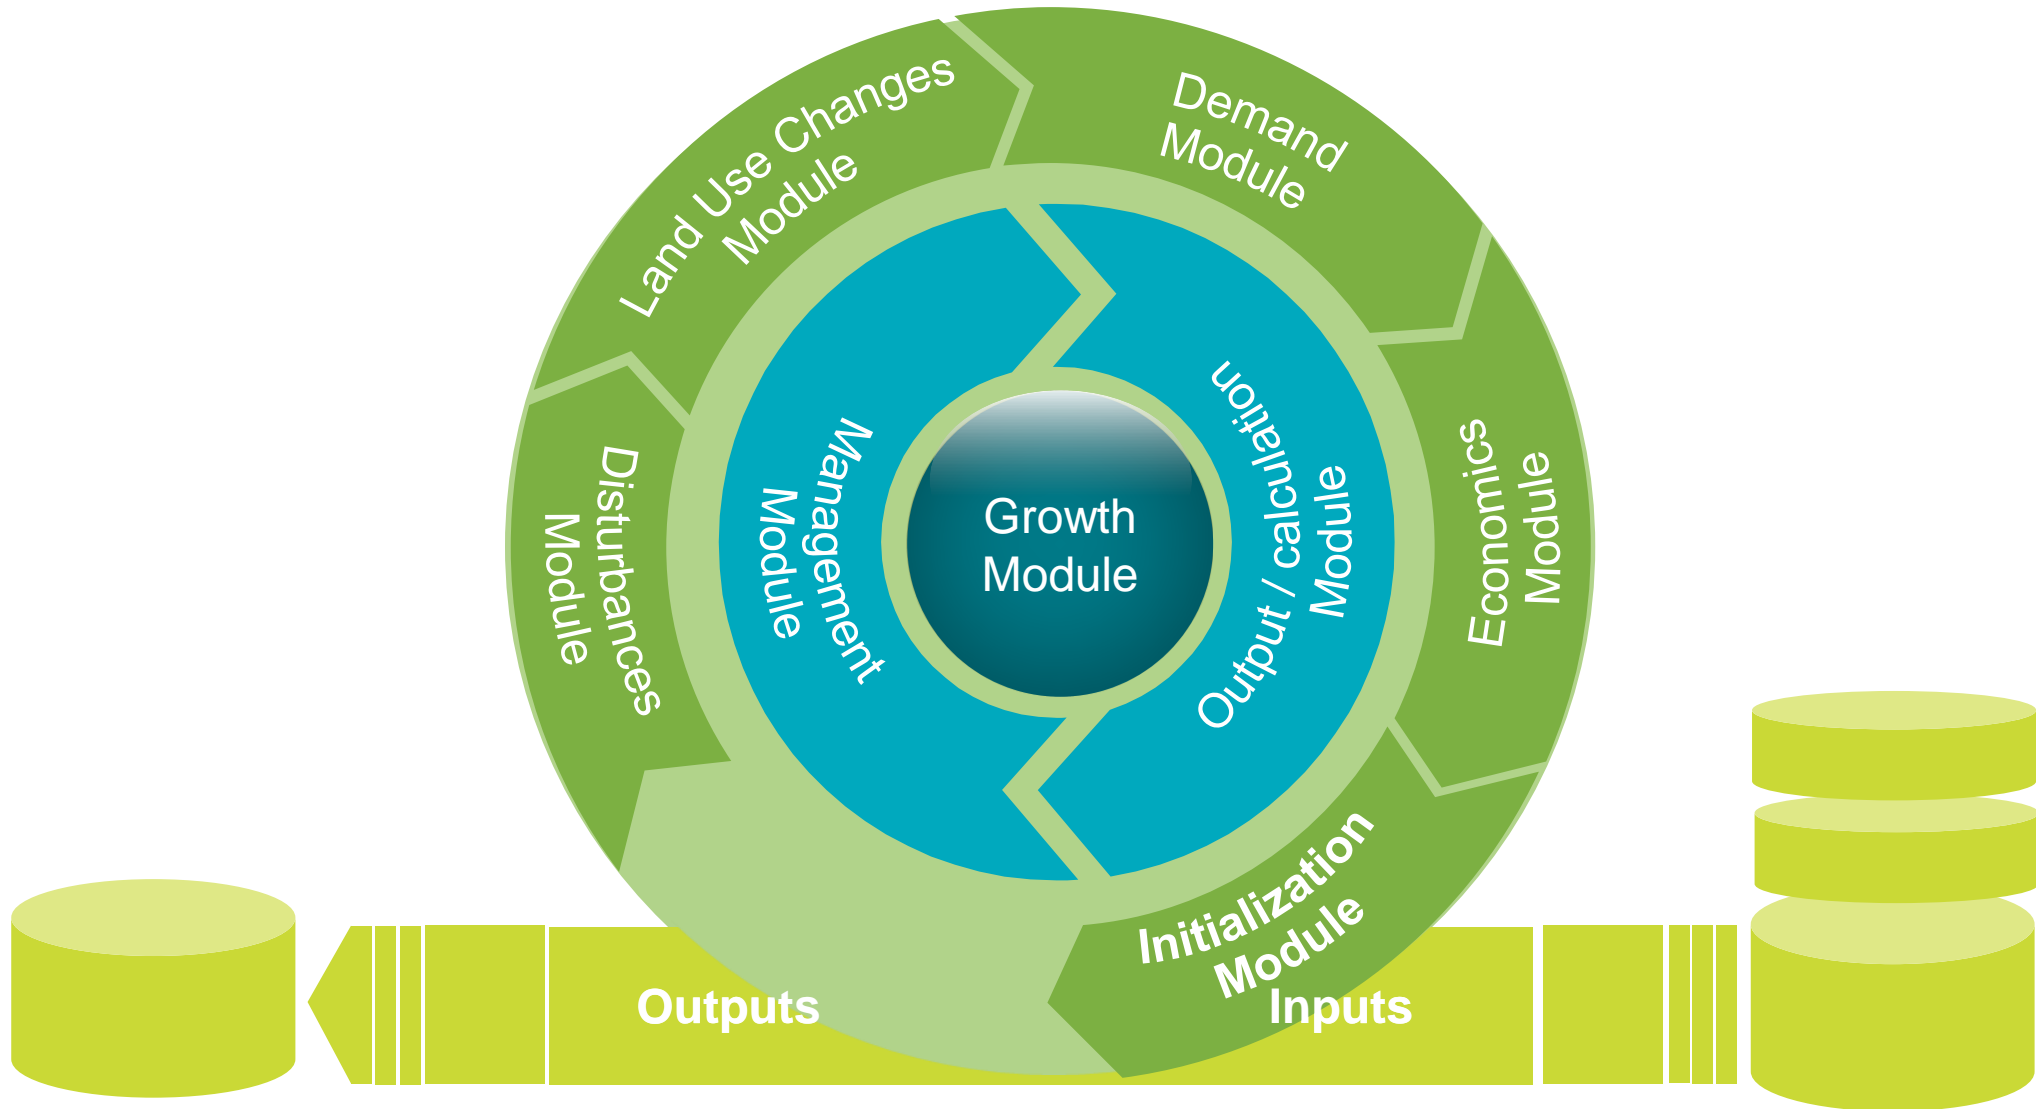 Land Use Changes
Module
Demand
Module
Disturbances
Module
Management
Module
Growth
Module
Output / calculation
Module
Economics
Module
Initialization
Module
Outputs
Inputs